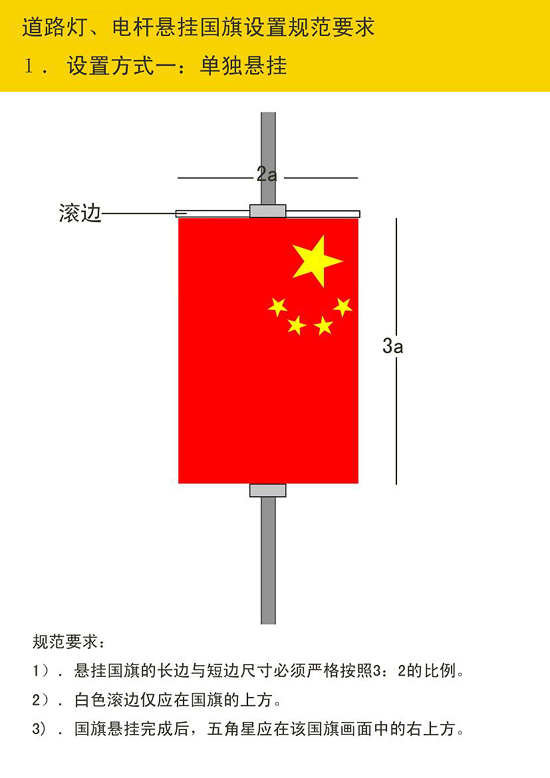 道路灯、电杆悬挂国旗设置规范要求
1．设置方式一：单独悬挂
2a
滚边
3a
规范要求：
1）．悬挂国旗的长边与短边尺寸必须严格按照3：2的比例。
2）．白色滚边仅应在国旗的上方。
3）．国旗悬挂完成后，五角星应在该国旗画面中的右上方。